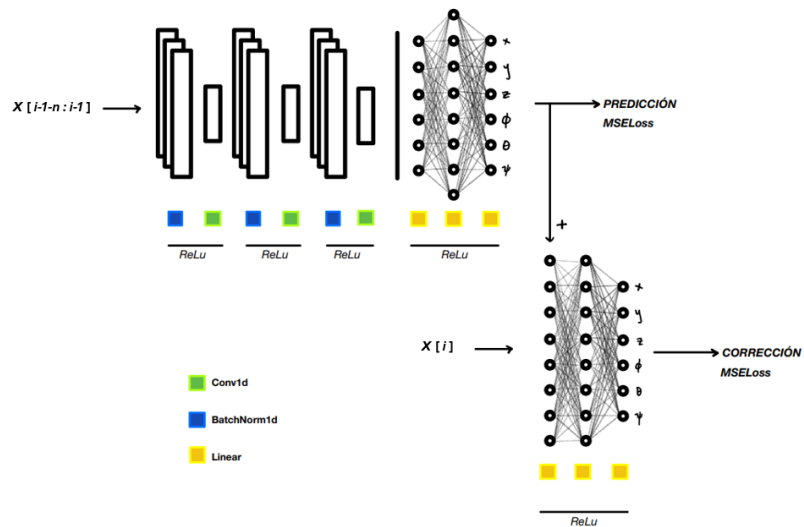 x
y
z
X [ i-1-n : i-1 ]
PREDICCIÓN
MSELoss
ϕ
θ
ψ
+
ReLu
ReLu
ReLu
ReLu
x
y
X [ i ]
z
CORRECCIÓN
MSELoss
ϕ
θ
ψ
Conv1d
BatchNorm1d
Linear
ReLu